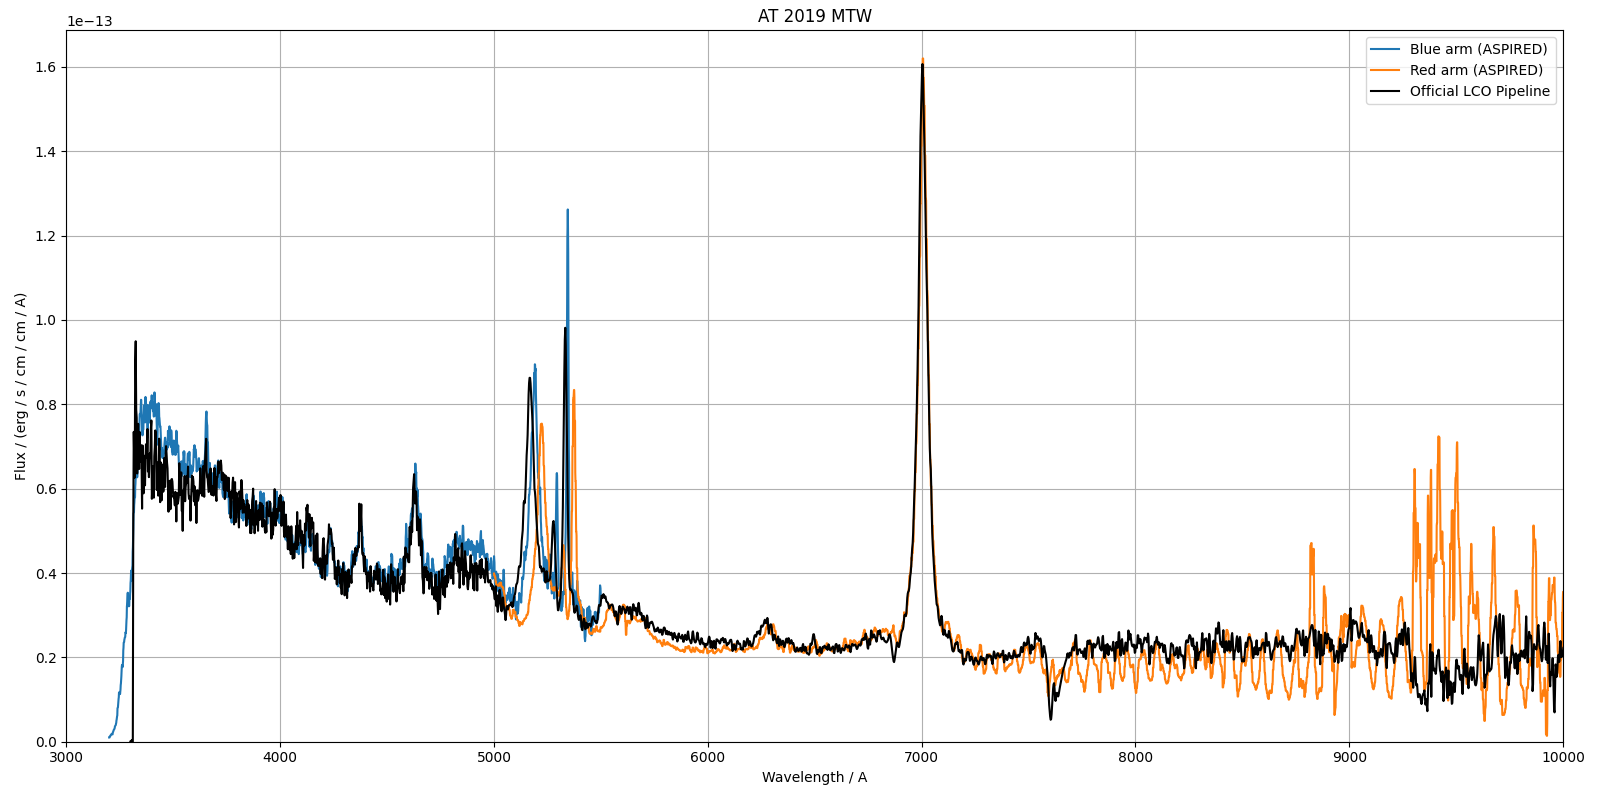 AT 2019 MTW
1e−13
Blue arm (ASPIRED)
Red arm (ASPIRED)
Official LCO Pipeline
Flux / (erg / s / cm / cm / A)
1.6
1.4
1.2
1.0
0.8
0.6
0.4
0.2
0.0
3000 4000 5000 6000 7000 8000 9000 10000
Wavelength / A